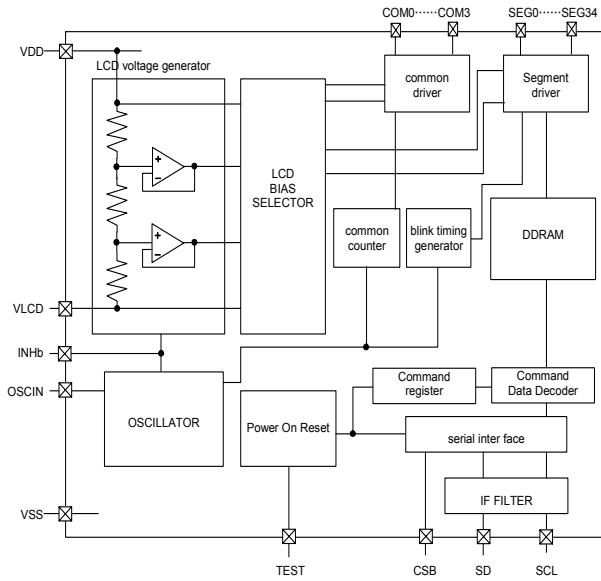 COM0⋯⋯COM3 SEG0⋯⋯SEG34
VDD
LCD voltage generator
common
driver
Segment
driver
+
−
LCD
BIAS
SELECTOR
+
−
common
counter
blink timing
generator
DDRAM
VLCD
INHb
OSCIN
OSCILLATOR
Power On Reset
Command
register
Command
Data Decoder
serial inter face
IF FILTER
VSS
TEST CSB SD SCL